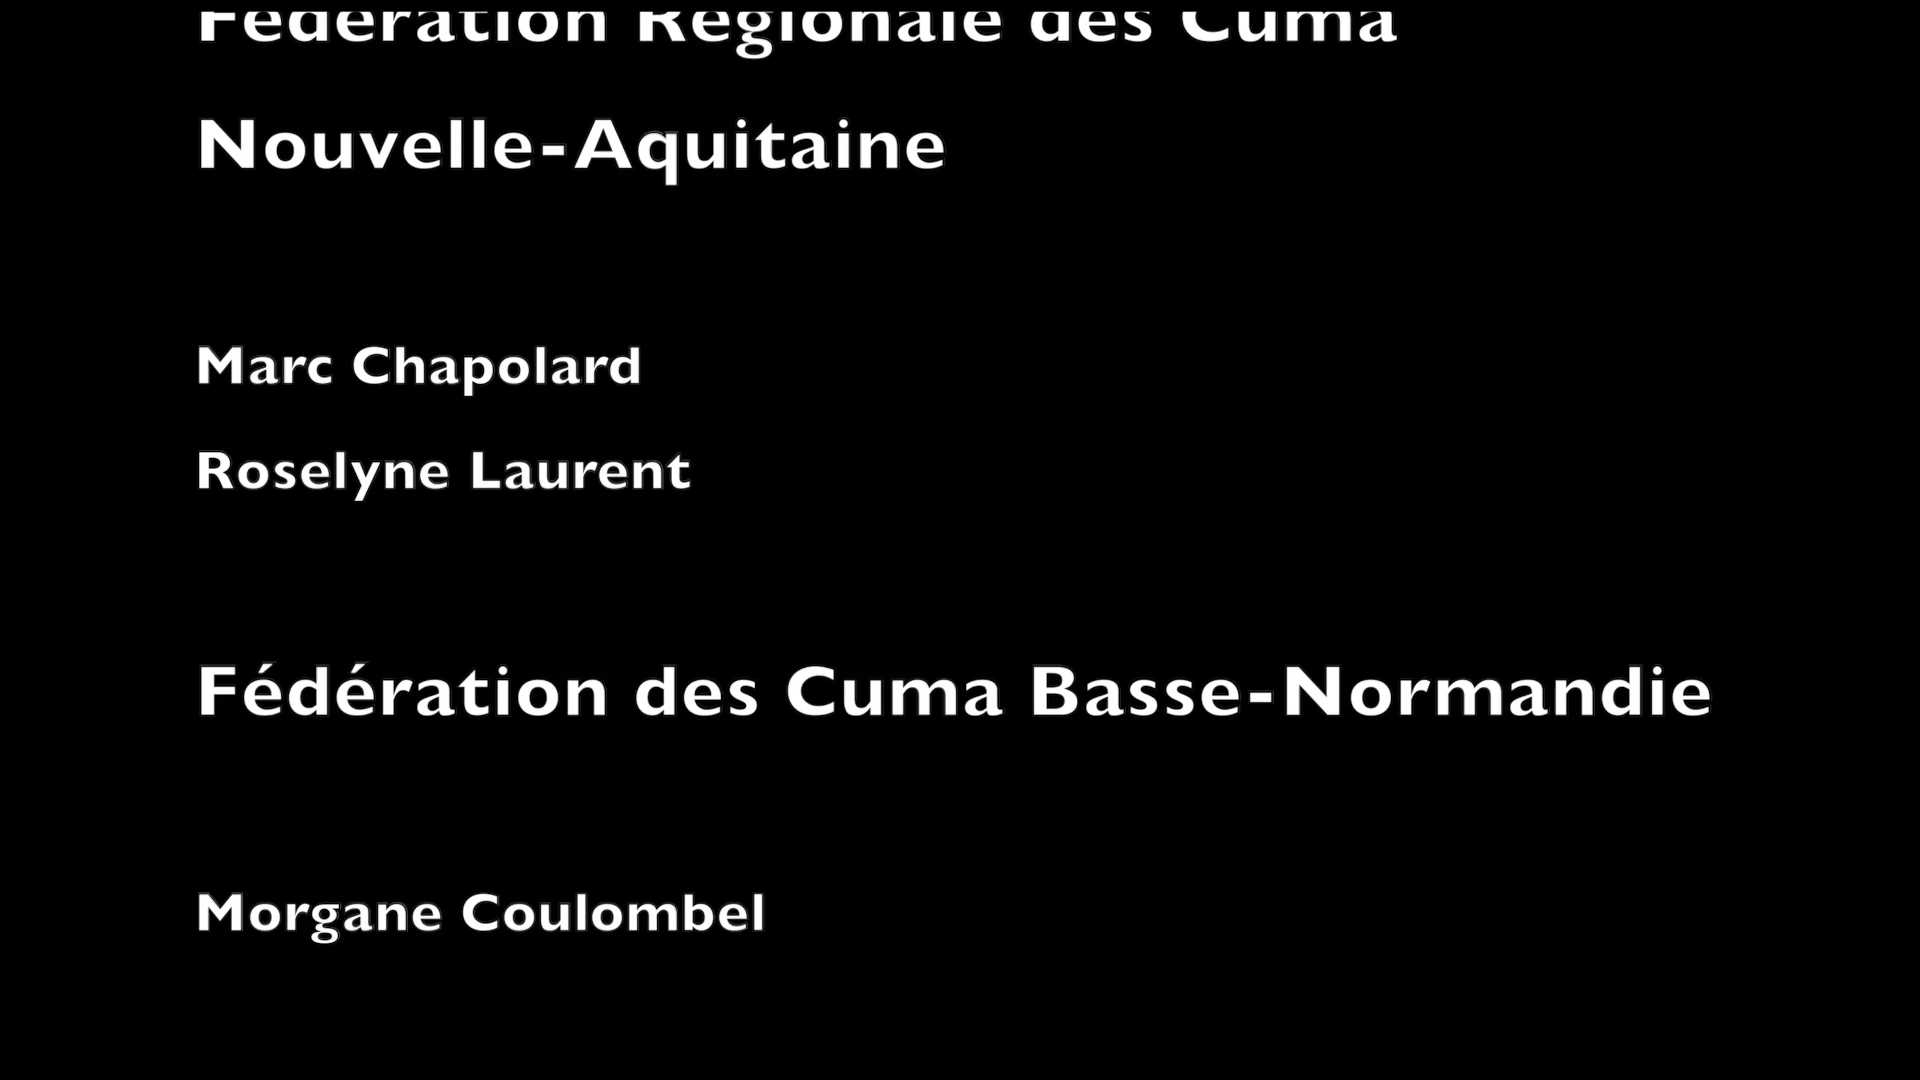 Fédération Régionale des Cuma
Nouvelle-Aquitaine
Marc Chapolard
Roselyne Laurent
Fédération des Cuma Basse-Normandie
Morgane Coulombel